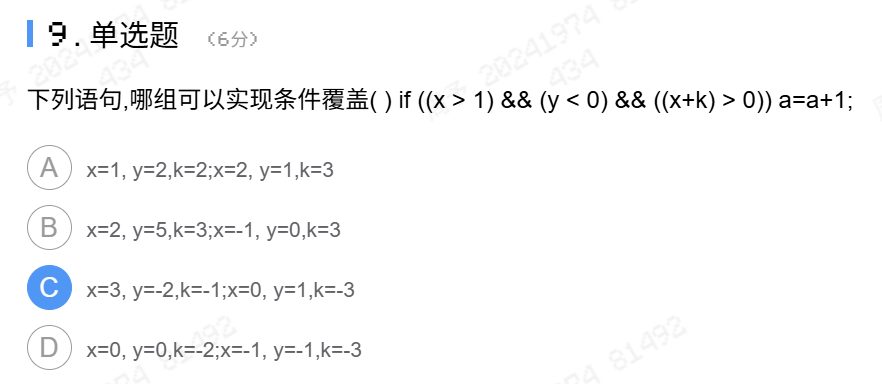 9.单选题 (6分)
下列语句,哪组可以实现条件覆盖( ) if ((x > 1) && (y < 0) && ((x+k) > 0)) a=a+1;
A x=1, y=2,k=2;x=2, y=1,k=3
B x=2, y=5,k=3;x=-1, y=0,k=3
C x=3, y=-2,k=-1;x=0, y=1,k=-3
D x=0, y=0,k=-2;x=-1, y=-1,k=-3